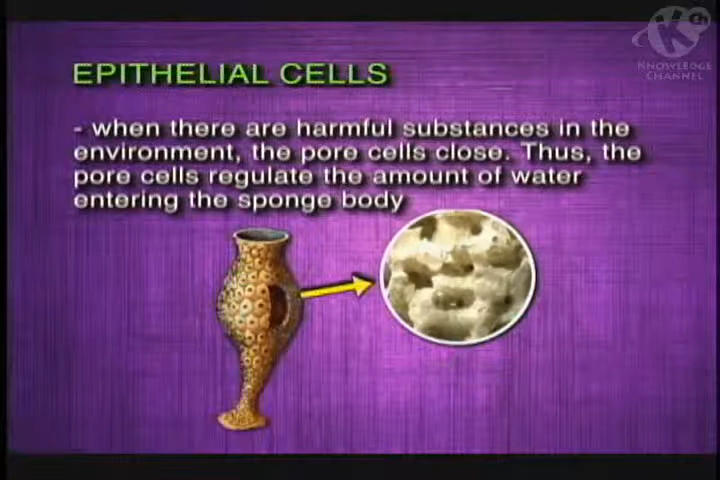 Ch
K
KNOWLEDGE
CHANNEL
EPITHELIAL CELLS
- when there are harmful substances in the
environment, the pore cells close. Thus, the
pore cells regulate the amount of water
entering the sponge body